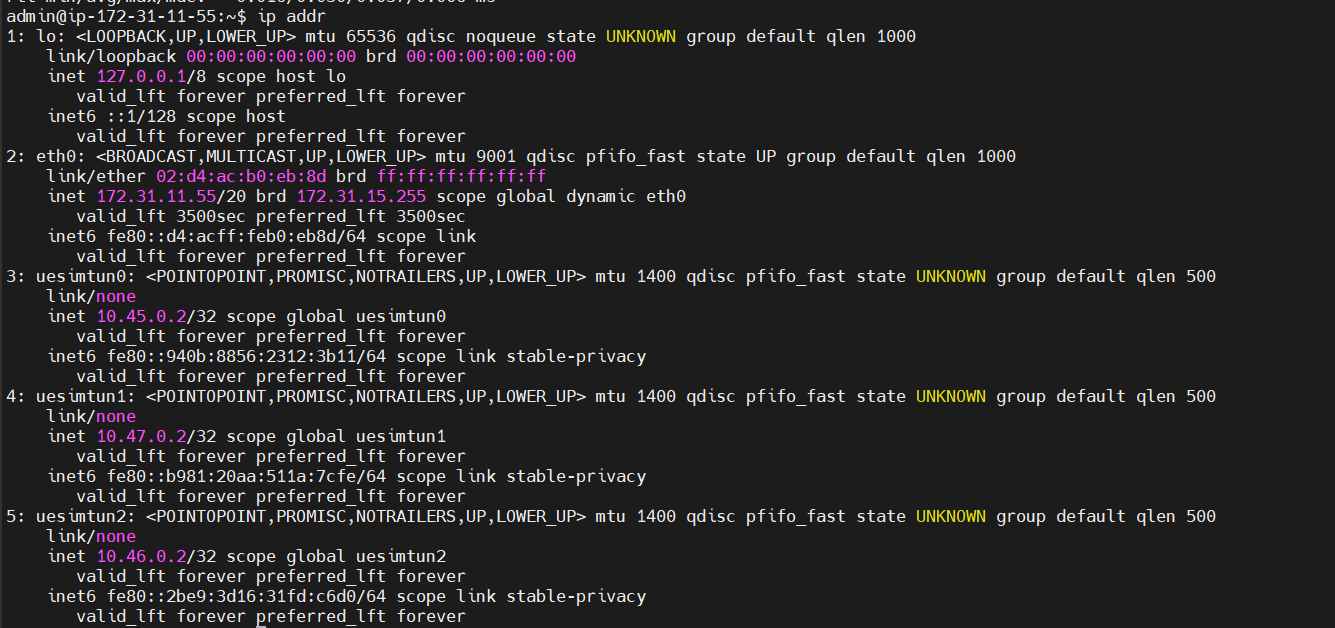 admin@ip-172-31-11-55:~$ ip addr
1: lo: <LOOPBACK,UP,LOWER_UP> mtu 65536 qdisc noqueue state UNKNOWN group default qlen 1000
    link/loopback 00:00:00:00:00:00 brd 00:00:00:00:00:00
    inet 127.0.0.1/8 scope host lo
       valid_lft forever preferred_lft forever
    inet6 ::1/128 scope host
       valid_lft forever preferred_lft forever
2: eth0: <BROADCAST,MULTICAST,UP,LOWER_UP> mtu 9001 qdisc pfifo_fast state UP group default qlen 1000
    link/ether 02:d4:ac:b0:eb:8d brd ff:ff:ff:ff:ff:ff
    inet 172.31.11.55/20 brd 172.31.15.255 scope global dynamic eth0
       valid_lft 3500sec preferred_lft 3500sec
    inet6 fe80::d4:acff:feb0:eb8d/64 scope link
       valid_lft forever preferred_lft forever
3: uesimtun0: <POINTOPOINT,PROMISC,NOTRAILERS,UP,LOWER_UP> mtu 1400 qdisc pfifo_fast state UNKNOWN group default qlen 500
    link/none
    inet 10.45.0.2/32 scope global uesimtun0
       valid_lft forever preferred_lft forever
    inet6 fe80::940b:8856:2312:3b11/64 scope link stable-privacy
       valid_lft forever preferred_lft forever
4: uesimtun1: <POINTOPOINT,PROMISC,NOTRAILERS,UP,LOWER_UP> mtu 1400 qdisc pfifo_fast state UNKNOWN group default qlen 500
    link/none
    inet 10.47.0.2/32 scope global uesimtun1
       valid_lft forever preferred_lft forever
    inet6 fe80::b981:20aa:511a:7cfe/64 scope link stable-privacy
       valid_lft forever preferred_lft forever
5: uesimtun2: <POINTOPOINT,PROMISC,NOTRAILERS,UP,LOWER_UP> mtu 1400 qdisc pfifo_fast state UNKNOWN group default qlen 500
    link/none
    inet 10.46.0.2/32 scope global uesimtun2
       valid_lft forever preferred_lft forever
    inet6 fe80::2be9:3d16:31fd:c6d0/64 scope link stable-privacy
       valid_lft forever preferred_lft forever